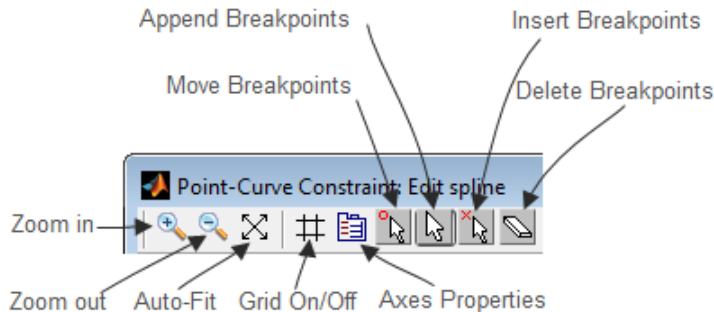 Append Breakpoints
Insert Breakpoints
Move Breakpoints
Delete Breakpoints
Point-Curve Constraint: Edit spline
Zoom in
Zoom out
Auto-Fit
Grid On/Off
Axes Properties